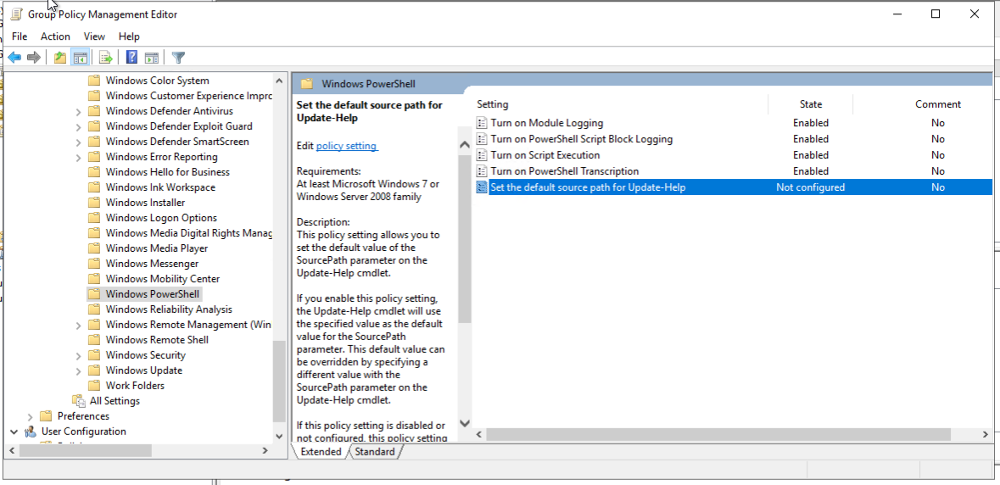 Group Policy Management Editor
File Action View Help
Windows Color System
Windows Customer Experience Impro
Windows Defender Antivirus
Windows Defender Exploit Guard
Windows Defender SmartScreen
Windows Error Reporting
Windows Hello for Business
Windows Ink Workspace
Windows Installer
Windows Logon Options
Windows Media Digital Rights Manag
Windows Media Player
Windows Messenger
Windows Mobility Center
Windows PowerShell
Windows Reliability Analysis
Windows Remote Management (Win
Windows Remote Shell
Windows Security
Windows Update
Work Folders
All Settings
Preferences
User Configuration
Windows PowerShell
Set the default source path for
Update-Help
Edit policy setting
Requirements:
At least Microsoft Windows 7 or
Windows Server 2008 family
Description:
This policy setting allows you to
set the default value of the
SourcePath parameter on the
Update-Help cmdlet.
If you enable this policy setting,
the Update-Help cmdlet will use
the specified value as the default
value for the SourcePath
parameter. This default value can
be overridden by specifying a
different value with the
SourcePath parameter on the
Update-Help cmdlet.
If this policy setting is disabled or
not configured, this policy setting
Setting State Comment
Turn on Module Logging Enabled No
Turn on PowerShell Script Block Logging Enabled No
Turn on Script Execution Enabled No
Turn on PowerShell Transcription Enabled No
Set the default source path for Update-Help Not configured No
Extended Standard